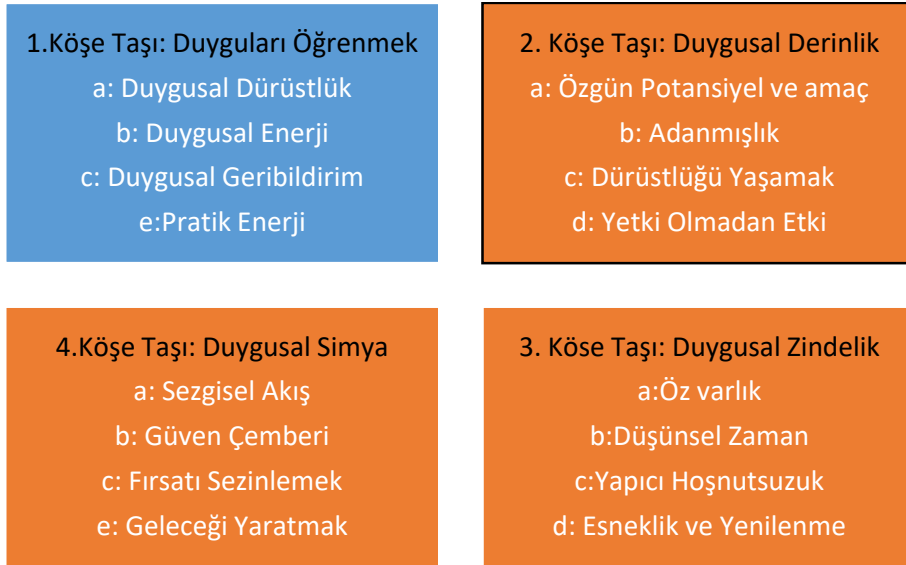 1.Köşe Taşı: Duyguları Öğrenmek
a: Duygusal Dürüstlük
b: Duygusal Enerji
c: Duygusal Geribildirim
e:Pratik Enerji
2. Köşe Taşı: Duygusal Derinlik
a: Özgün Potansiyel ve amaç
b: Adanmışlık
c: Dürüstlüğü Yaşamak
d: Yetki Olmadan Etki
4.Köşe Taşı: Duygusal Simya
a: Sezgisel Akış
b: Güven Çemberi
c: Fırsatı Sezinlemek
e: Geleceği Yaratmak
3. Köse Taşı: Duygusal Zindelik
a:Öz varlık
b:Düşünsel Zaman
c:Yapıcı Hoşnutsuzuk
d: Esneklik ve Yenilenme